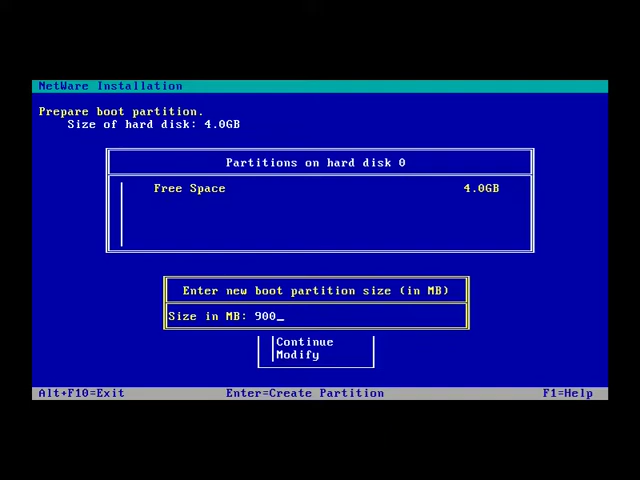 NetWare Installation
Prepare boot partition.
Size of hard disk: 4.0GB
Partitions on hard disk 0
Free Space 4.0GB
Enter new boot partition size (in MB)
Size in MB: 900_
Continue
Modify
Alt+F10=Exit Enter=Create Partition F1=Help